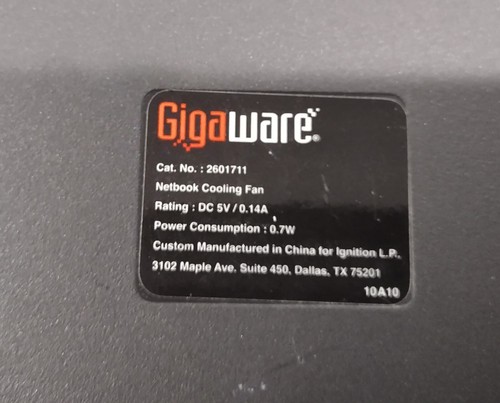 Gigaware®
Cat. No. : 2601711
Netbook Cooling Fan
Rating : DC 5V / 0.14A
Power Consumption : 0.7W
Custom Manufactured in China for Ignition L.P.
3102 Maple Ave. Suite 450, Dallas, TX 75201
10A10